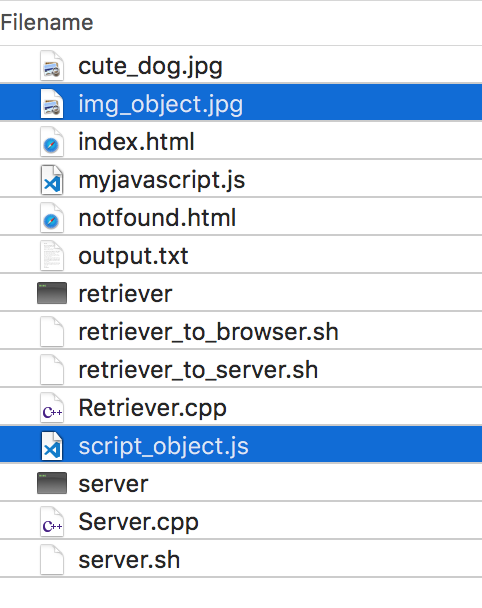 Filename
cute_dog.jpg
img_object.jpg
index.html
myjavascript.js
notfound.html
output.txt
retriever
retriever_to_browser.sh
retriever_to_server.sh
C++ Retriever.cpp
script_object.js
server
C++ Server.cpp
server.sh